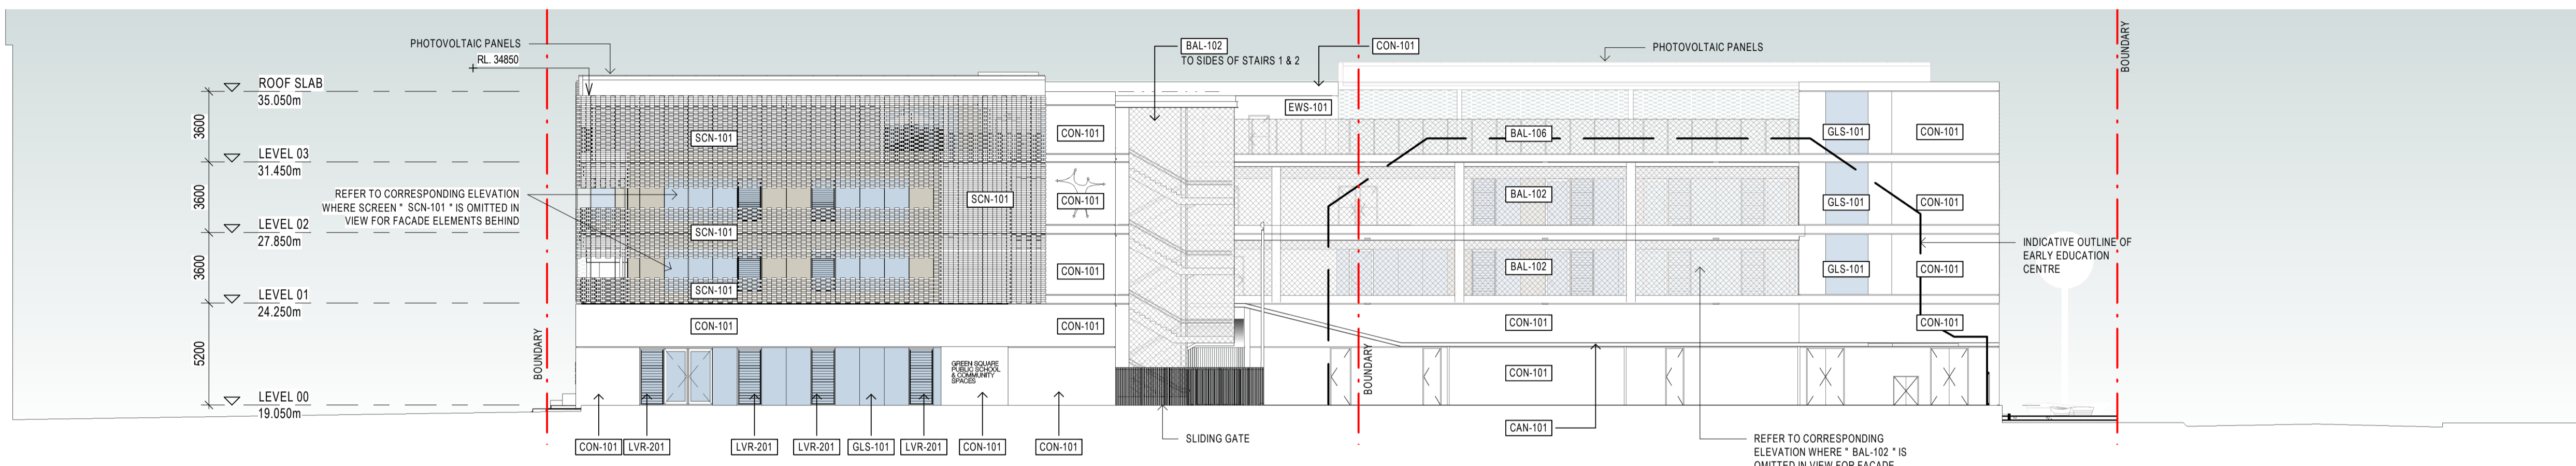 PHOTOVOLTAIC PANELS
RL. 34850
ROOF SLAB
35.050m
3600
LEVEL 03
31.450m
3600
REFER TO CORRESPONDING ELEVATION
WHERE SCREEN " SCN-101 " IS OMITTED IN
VIEW FOR FACADE ELEMENTS BEHIND
LEVEL 02
27.850m
3600
LEVEL 01
24.250m
5200
LEVEL 00
19.050m
BOUNDARY
SCN-101
SCN-101
SCN-101
SCN-101
CON-101
CON-101
CON-101
CON-101
CON-101
GREEN SQUARE
PUBLIC SCHOOL
& COMMUNITY
SPACES
CON-101
LVR-201
LVR-201
LVR-201
GLS-101
LVR-201
CON-101
CON-101
BAL-102
TO SIDES OF STAIRS 1 & 2
CON-101
EWS-101
PHOTOVOLTAIC PANELS
BAL-106
BAL-102
BAL-102
CON-101
CON-101
BOUNDARY
SLIDING GATE
CAN-101
GLS-101
GLS-101
GLS-101
CON-101
CON-101
CON-101
CON-101
INDICATIVE OUTLINE OF
EARLY EDUCATION
CENTRE
BOUNDARY
REFER TO CORRESPONDING
ELEVATION WHERE " BAL-102 " IS
OMITTED IN VIEW FOR FACADE